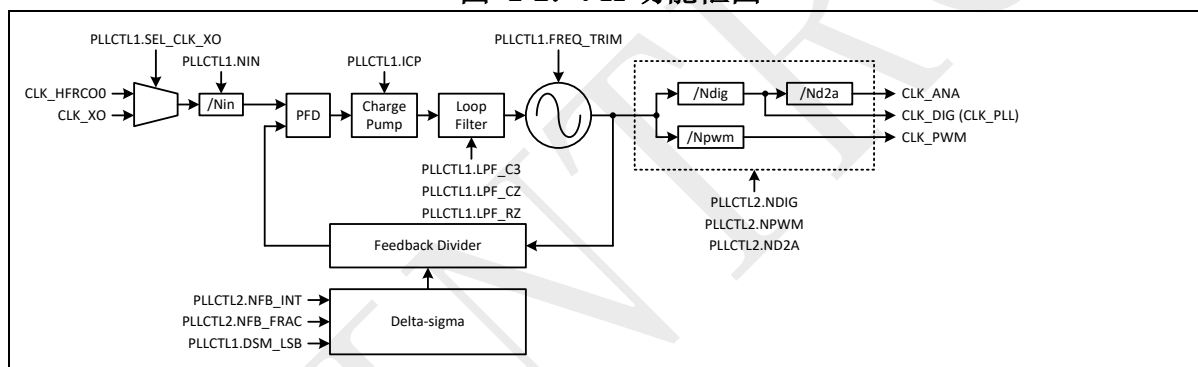 PLLCTL1.SEL_CLK_XO
PLLCTL1.FREQ_TRIM
PLLCTL1.NIN
PLLCTL1.ICP
CLK_HFRCO0
CLK_XO
/Nin
PFD
Charge
Pump
Loop
Filter
/Ndig
/Nd2a
/Npwm
CLK_ANA
CLK_DIG (CLK_PLL)
CLK_PWM
PLLCTL1.LPF_C3
PLLCTL1.LPF_CZ
PLLCTL1.LPF_RZ
PLLCTL2.NDIG
PLLCTL2.NPWM
PLLCTL2.ND2A
Feedback Divider
PLLCTL2.NFB_INT
PLLCTL2.NFB_FRAC
PLLCTL1.DSM_LSB
Delta-sigma